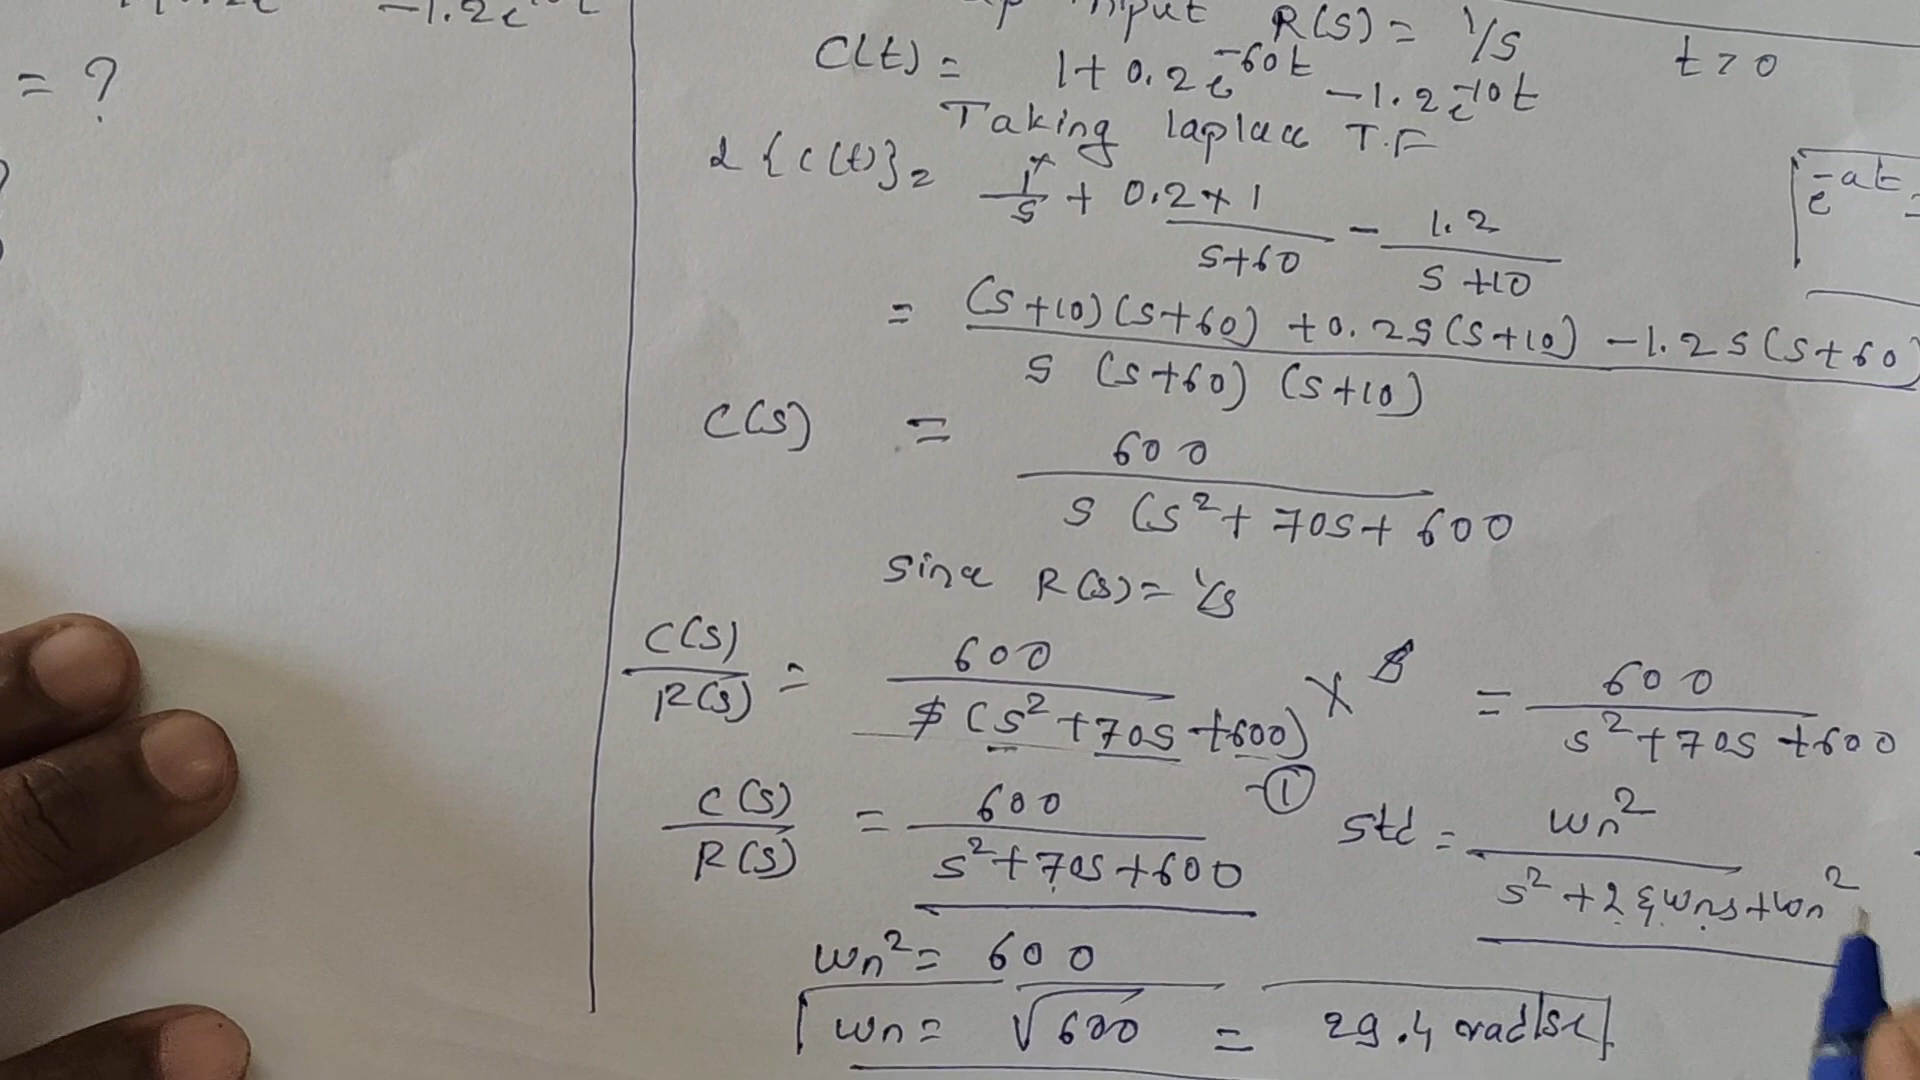 -1.2e
= ?
input R(S) = 1/S
C(t) = 1 + 0.2 e^-60t - 1.2 e^-10t t ≥ 0
Taking laplace T.F
L{c(t)} = 1/s + 0.2 × 1/(s+60) - 1.2/(s+10)
e^-at =
= ((s+10)(s+60) + 0.2s(s+10) - 1.2s(s+60))/(s(s+60)(s+10))
C(s) = 600/(s(s²+70s+600
since R(s) = 1/s
C(s)/R(s) = 600/(s(s²+70s+600)) × s = 600/(s²+70s+600)
C(s)/R(s) = 600/(s²+70s+600) -①
std = ωn²/(s²+2ξωns+ωn²)
ωn² = 600
ωn = √600 = 29.4 rad/sec